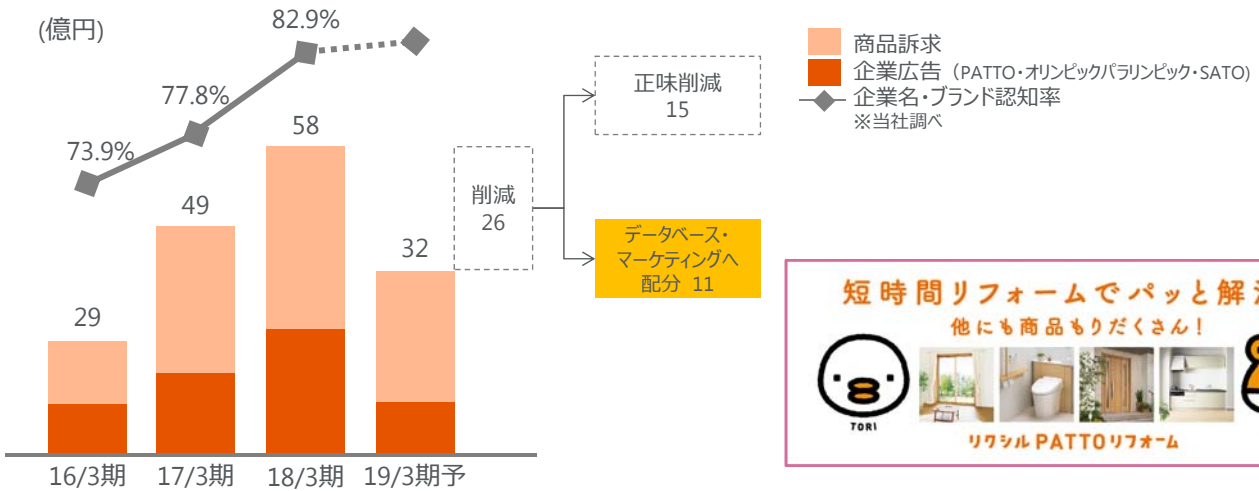 (億円)
82.9%
77.8%
73.9%
58
49
32
29
16/3期
17/3期
18/3期
19/3期予
削減
26
正味削減
15
データベース・
マーケティングへ
配分 11
商品訴求
企業広告(PATTO・オリンピックパラリンピック・SATO)
企業名・ブランド認知率
※当社調べ
短時間リフォームでパッと解
他にも商品もりだくさん!
TORI
リクシルPATTOリフォーム